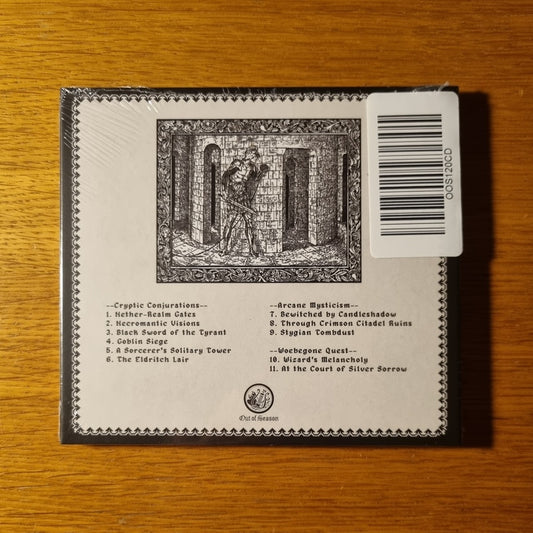 OOS120CD
--Cryptic Conjurations--
1. Nether-Realm Gates
2. Necromantic Visions
3. Black Sword of the Tyrant
4. Goblin Siege
5. A Sorcerer's Solitary Tower
6. The Eldritch Lair
--Arcane Mysticism--
7. Bewitched by Candleshadow
8. Through Crimson Citadel Ruins
9. Stygian Tombdust
--Woebegone Quest--
10. Wizard's Melancholy
11. At the Court of Silver Sorrow
Out of Season